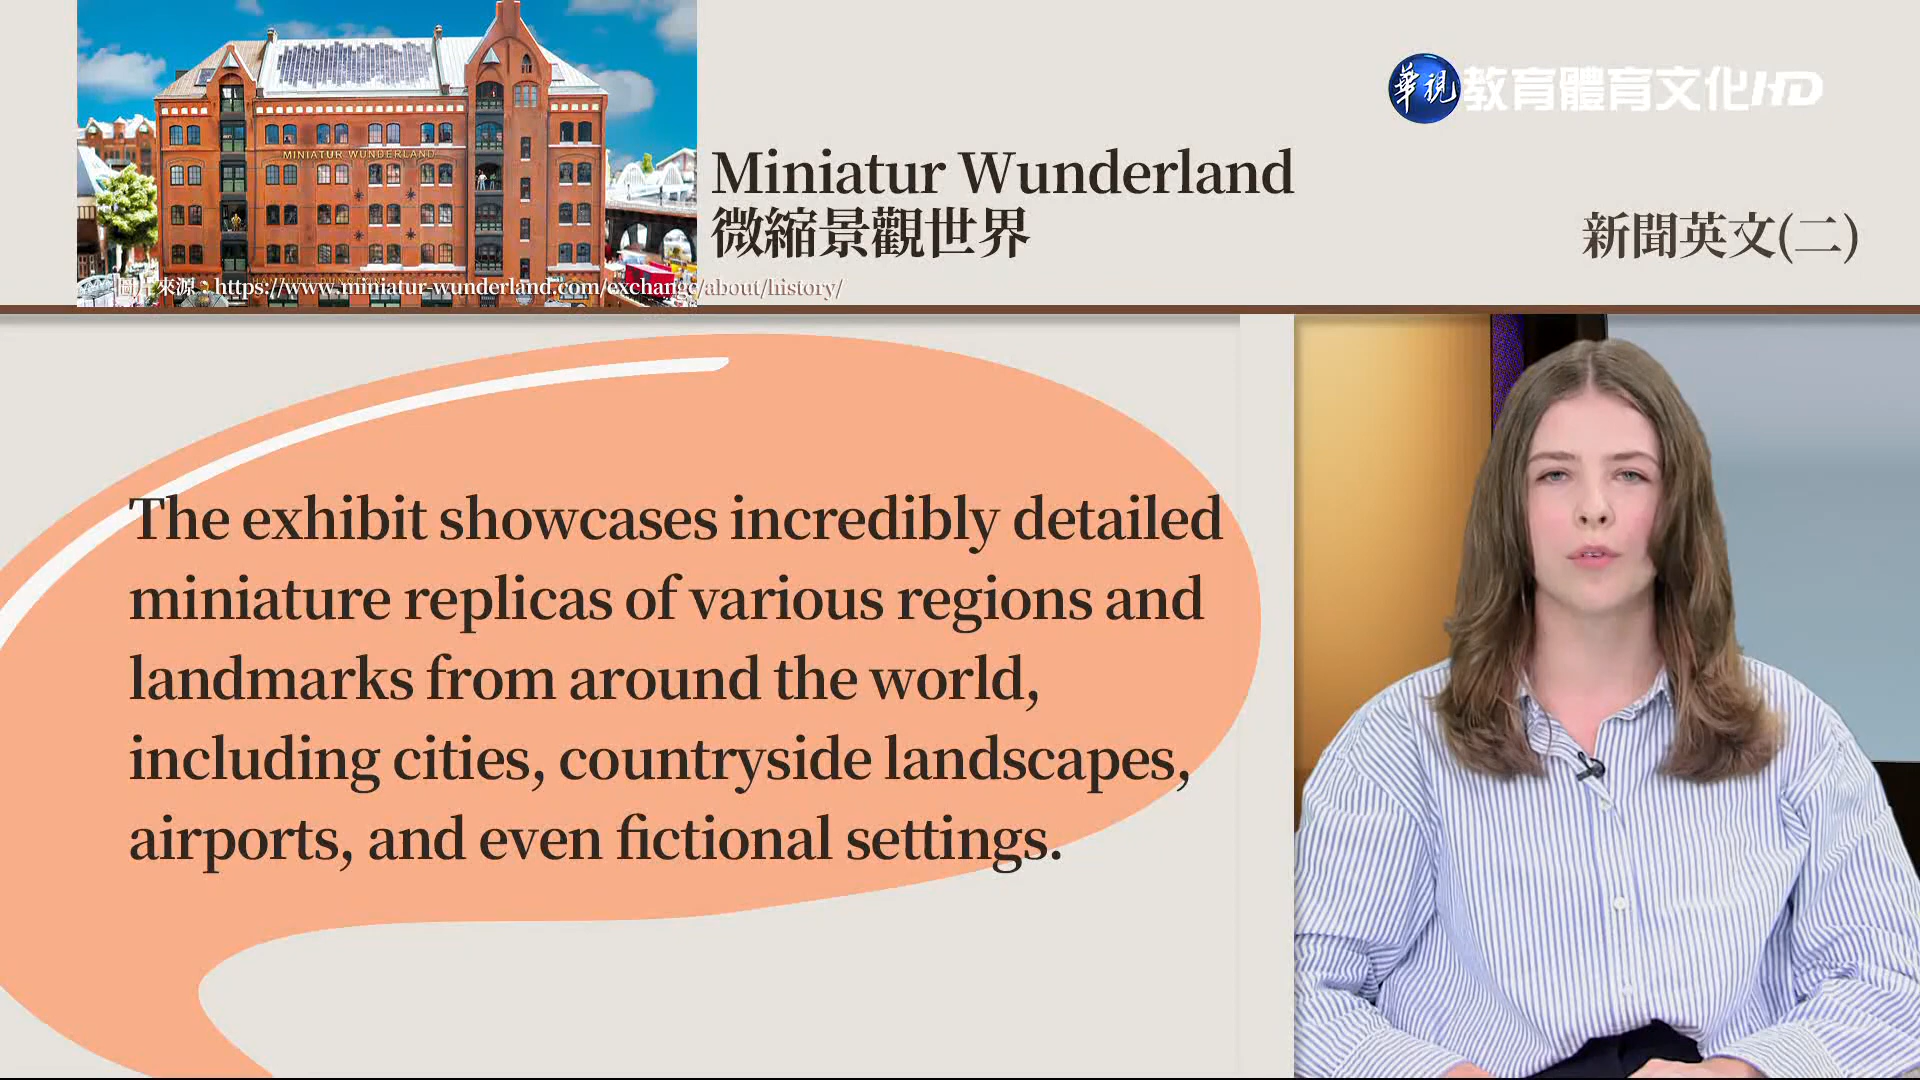 MINIATUR WUNDERLAND
華視 教育體育文化HD
Miniatur Wunderland
微縮景觀世界
新聞英文(二)
圖片來源：https://www.miniatur-wunderland.com/exchange/about/history/
The exhibit showcases incredibly detailed
miniature replicas of various regions and
landmarks from around the world,
including cities, countryside landscapes,
airports, and even fictional settings.